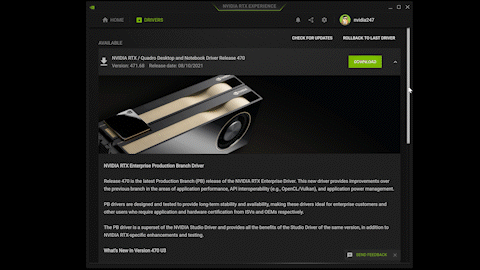 NVIDIA RTX EXPERIENCE
HOME
DRIVERS
nvidia247
CHECK FOR UPDATES
ROLLBACK TO LAST DRIVER
AVAILABLE
NVIDIA RTX / Quadro Desktop and Notebook Driver Release 470
Version: 471.68 Release date: 08/10/2021
DOWNLOAD
NVIDIA RTX Enterprise Production Branch Driver
Release 470 is the latest Production Branch (PB) release of the NVIDIA RTX Enterprise Driver. This new driver provides improvements over
the previous branch in the areas of application performance, API interoperability (e.g., OpenCL/Vulkan), and application power management.
PB drivers are designed and tested to provide long-term stability and availability, making these drivers ideal for enterprise customers and
other users who require application and hardware certification from ISVs and OEMs respectively.
The PB driver is a superset of the NVIDIA Studio Driver and provides all the benefits of the Studio Driver of the same version, in addition to
NVIDIA RTX-specific enhancements and testing.
What's New in Version 470 U5
SEND FEEDBACK